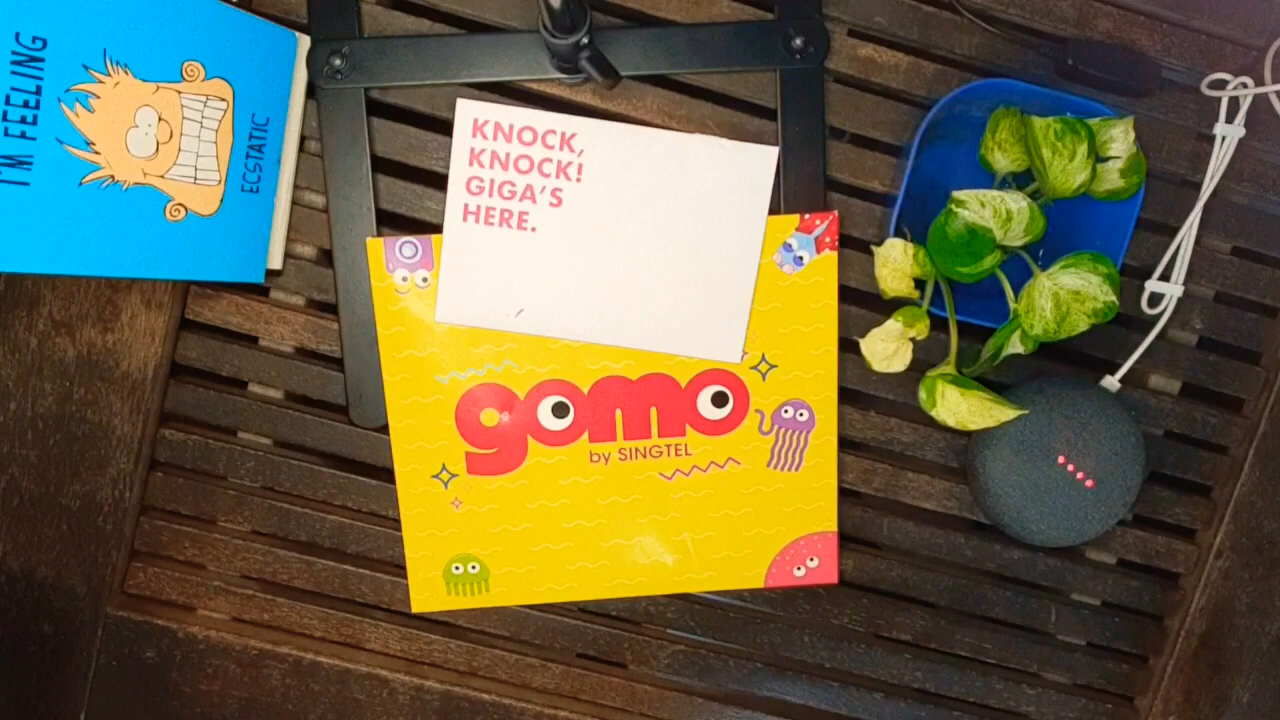 I'M FEELING
ECSTATIC
KNOCK,
KNOCK!
GIGA'S
HERE.
gomo
by SINGTEL